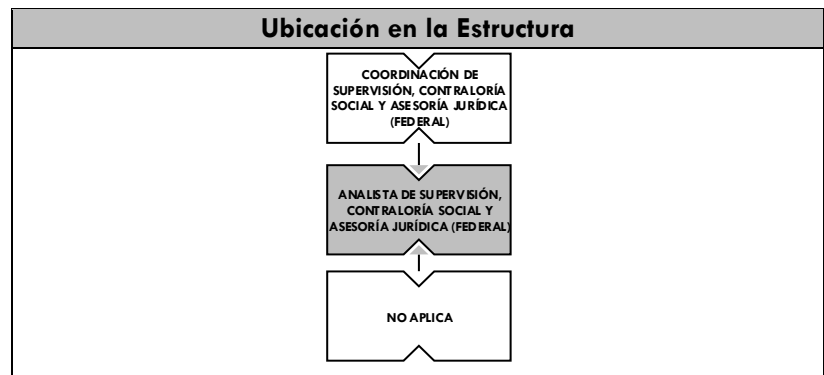 Ubicación en la Estructura
COORDINACIÓN DE
SUPERVISIÓN, CONTRALORÍA
SOCIAL Y ASESORÍA JURÍDICA
(FEDERAL)
ANALISTA DE SUPERVISIÓN,
CONTRALORÍA SOCIAL Y
ASESORÍA JURÍDICA (FEDERAL)
NO APLICA